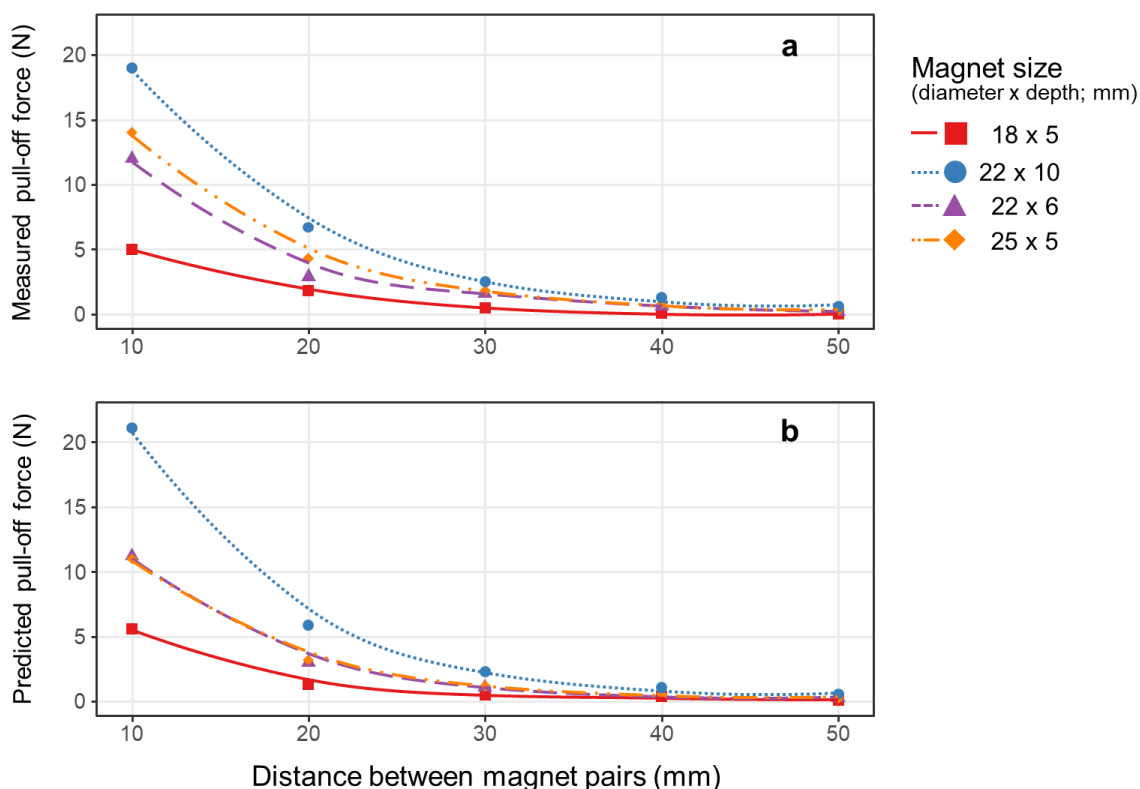 Measured pull-off force (N)
20
15
10
5
0
a
10 20 30 40 50
Magnet size
(diameter x depth; mm)
18 x 5
22 x 10
22 x 6
25 x 5
Predicted pull-off force (N)
20
15
10
5
0
b
10 20 30 40 50
Distance between magnet pairs (mm)